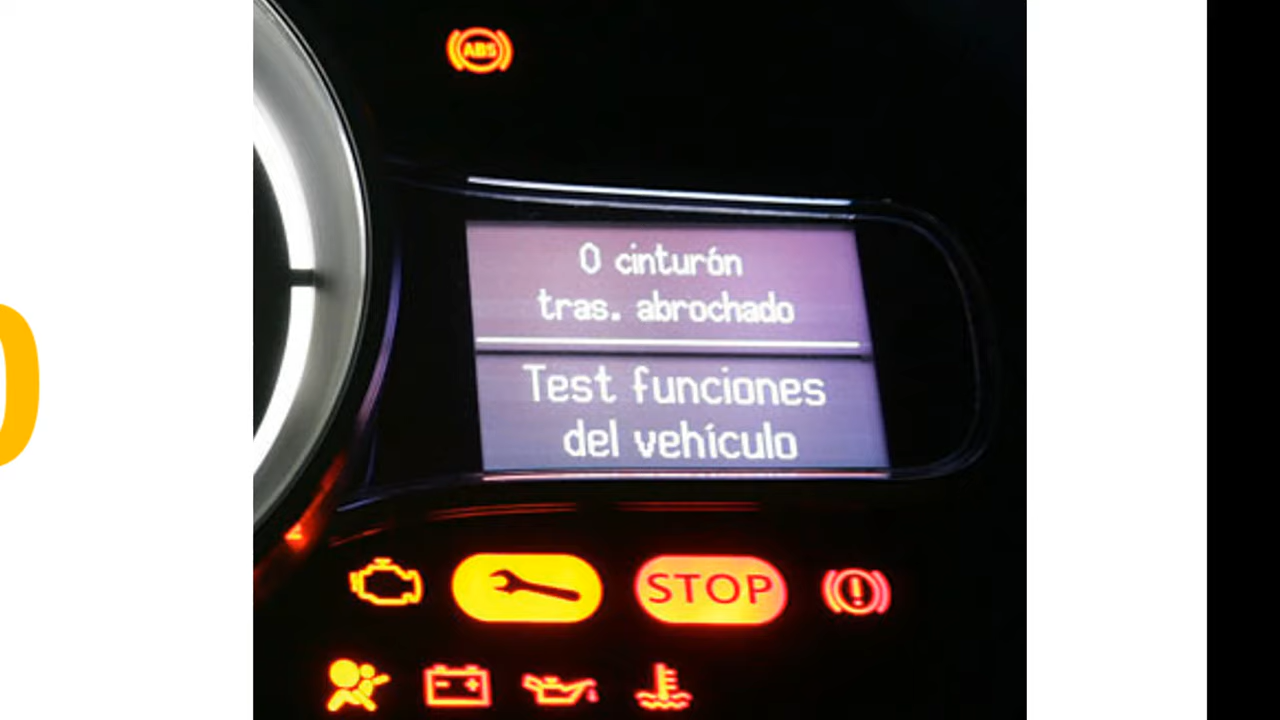 ABS
0 cinturón
tras. abrochado
Test funciones
del vehículo
STOP